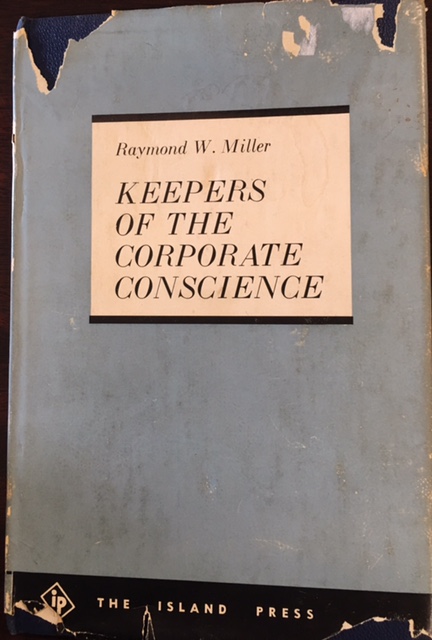 Raymond W. Miller
KEEPERS
OF THE
CORPORATE
CONSCIENCE
ip THE ISLAND PRESS